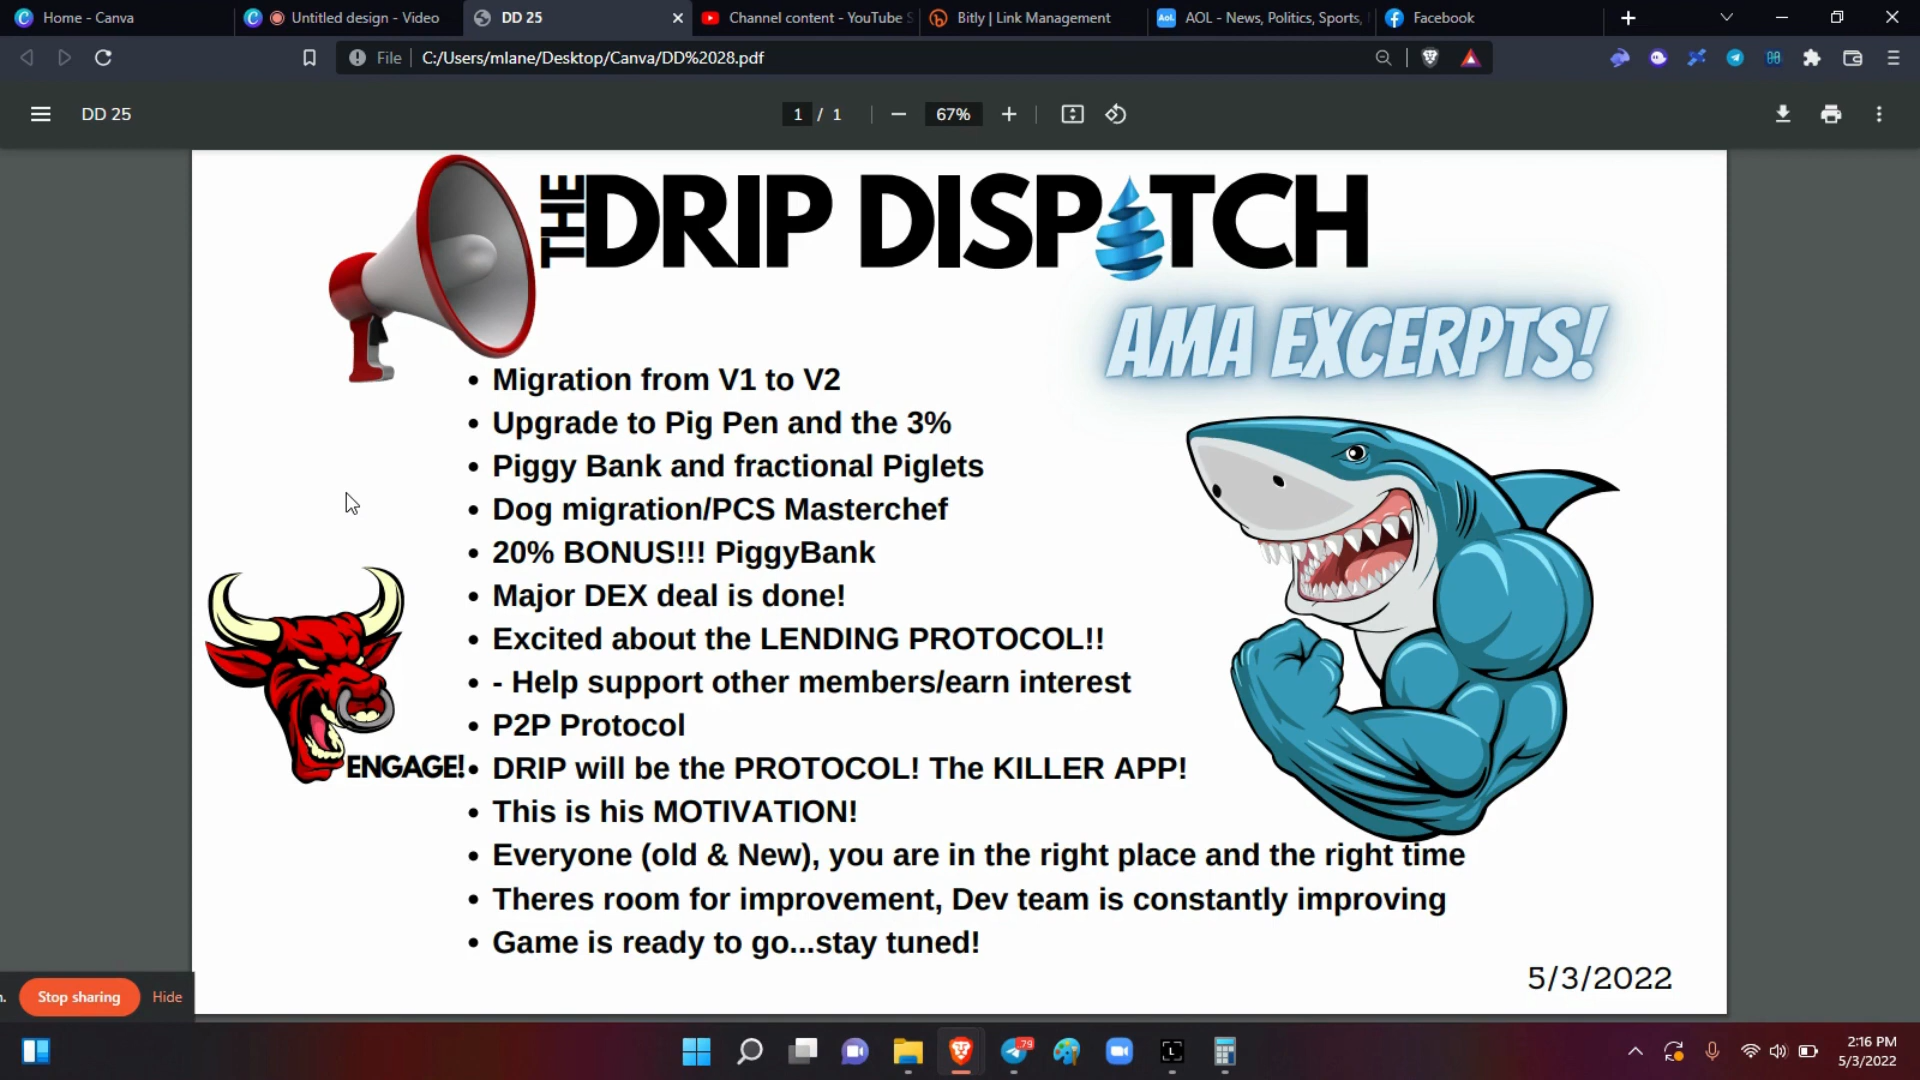 Home - Canva
Untitled design - Video
DD 25
Channel content - YouTube S
Bitly | Link Management
AOL - News, Politics, Sports,
Facebook
File
C:/Users/mlane/Desktop/Canva/DD%2028.pdf
DD 25
1 / 1
67%
THE DRIP DISPATCH
AMA EXCERPTS!
• Migration from V1 to V2
• Upgrade to Pig Pen and the 3%
• Piggy Bank and fractional Piglets
• Dog migration/PCS Masterchef
• 20% BONUS!!! PiggyBank
• Major DEX deal is done!
• Excited about the LENDING PROTOCOL!!
• - Help support other members/earn interest
• P2P Protocol
ENGAGE!
• DRIP will be the PROTOCOL! The KILLER APP!
• This is his MOTIVATION!
• Everyone (old & New), you are in the right place and the right time
• Theres room for improvement, Dev team is constantly improving
• Game is ready to go...stay tuned!
5/3/2022
Stop sharing
Hide
79
L
2:16 PM
5/3/2022